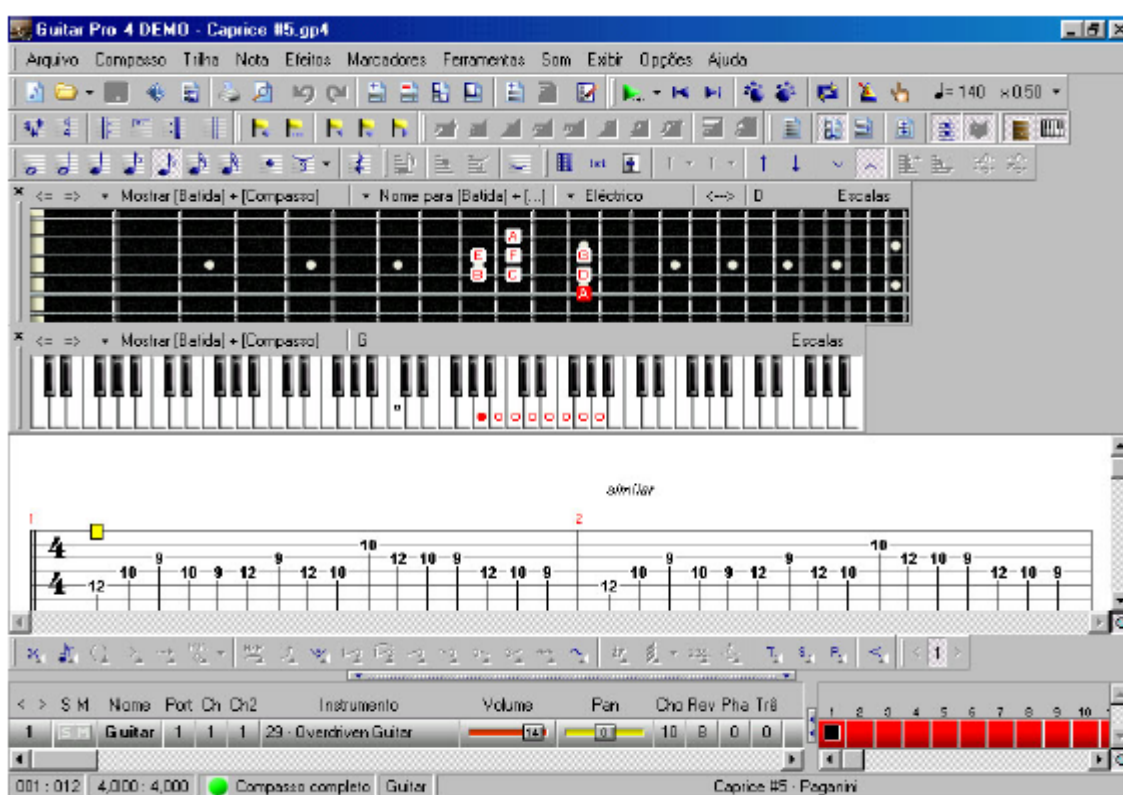 Guitar Pro 4 DEMO - Caprice #5.gp4
Arquivo Compasso Trilha Nota Efeitos Marcadores Ferramentas Som Exibir Opções Ajuda
= 140 x0.50
<= => Mostrar [Batida] + [Compasso] Nome para [Batida] + [...] Eléctrico <---> D Escalas
A
E F G
B C D
A
<= => Mostrar [Batida] + [Compasso] G Escalas
similar
1 2
10 10
4 9 9 12 10 9 9 9 12 10 9
10 10 9 12 12 10 12 10 9 10 10 9 12 12 10 12 10 9
4 12 12
1
< > S M Nome Port Ch Ch2 Instrumento Volume Pan Cho Rev Pha Tré 1 2 3 4 5 6 7 8 9 10
1 S M Guitar 1 1 1 29 - Overdriven Guitar 14 0 10 8 0 0
001 : 012 4,000 : 4,000 Compasso completo Guitar Caprice #5 - Paganini